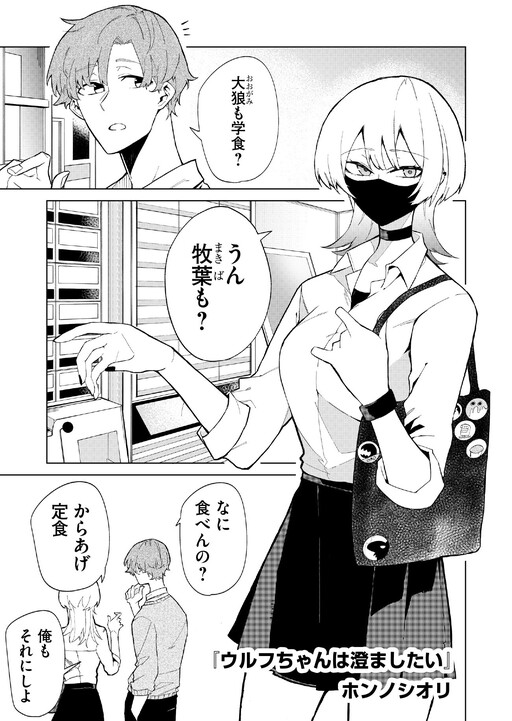 大狼も学食？
おおがみ
うん
牧葉も？
まきば
なに
食べんの？
からあげ
定食
俺も
それにしよ
『ウルフちゃんは澄ましたい』
ホンノシオリ